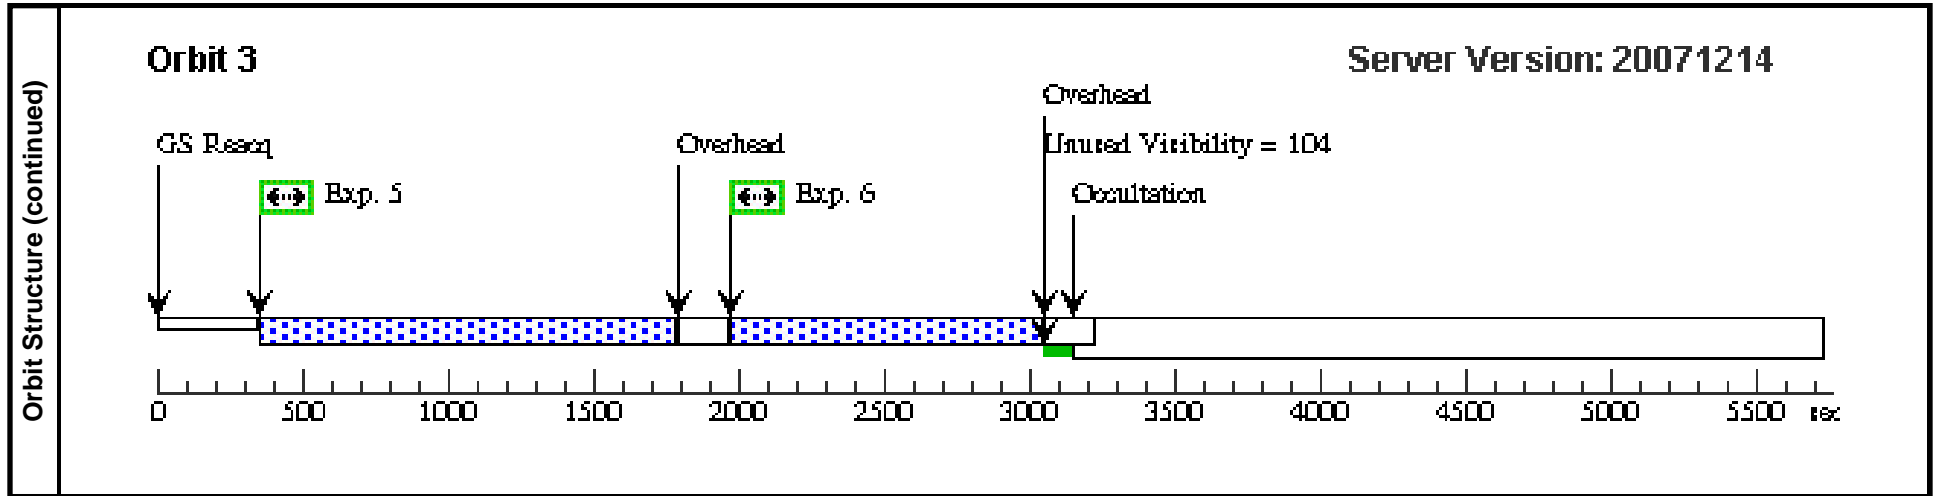 Orbit Structure (continued)
Orbit 3
Server Version: 20071214
Overhead
GS Reacq
Overhead
Unused Visibility = 104
Exp. 5
Exp. 6
Occultation
0 500 1000 1500 2000 2500 3000 3500 4000 4500 5000 5500 sec